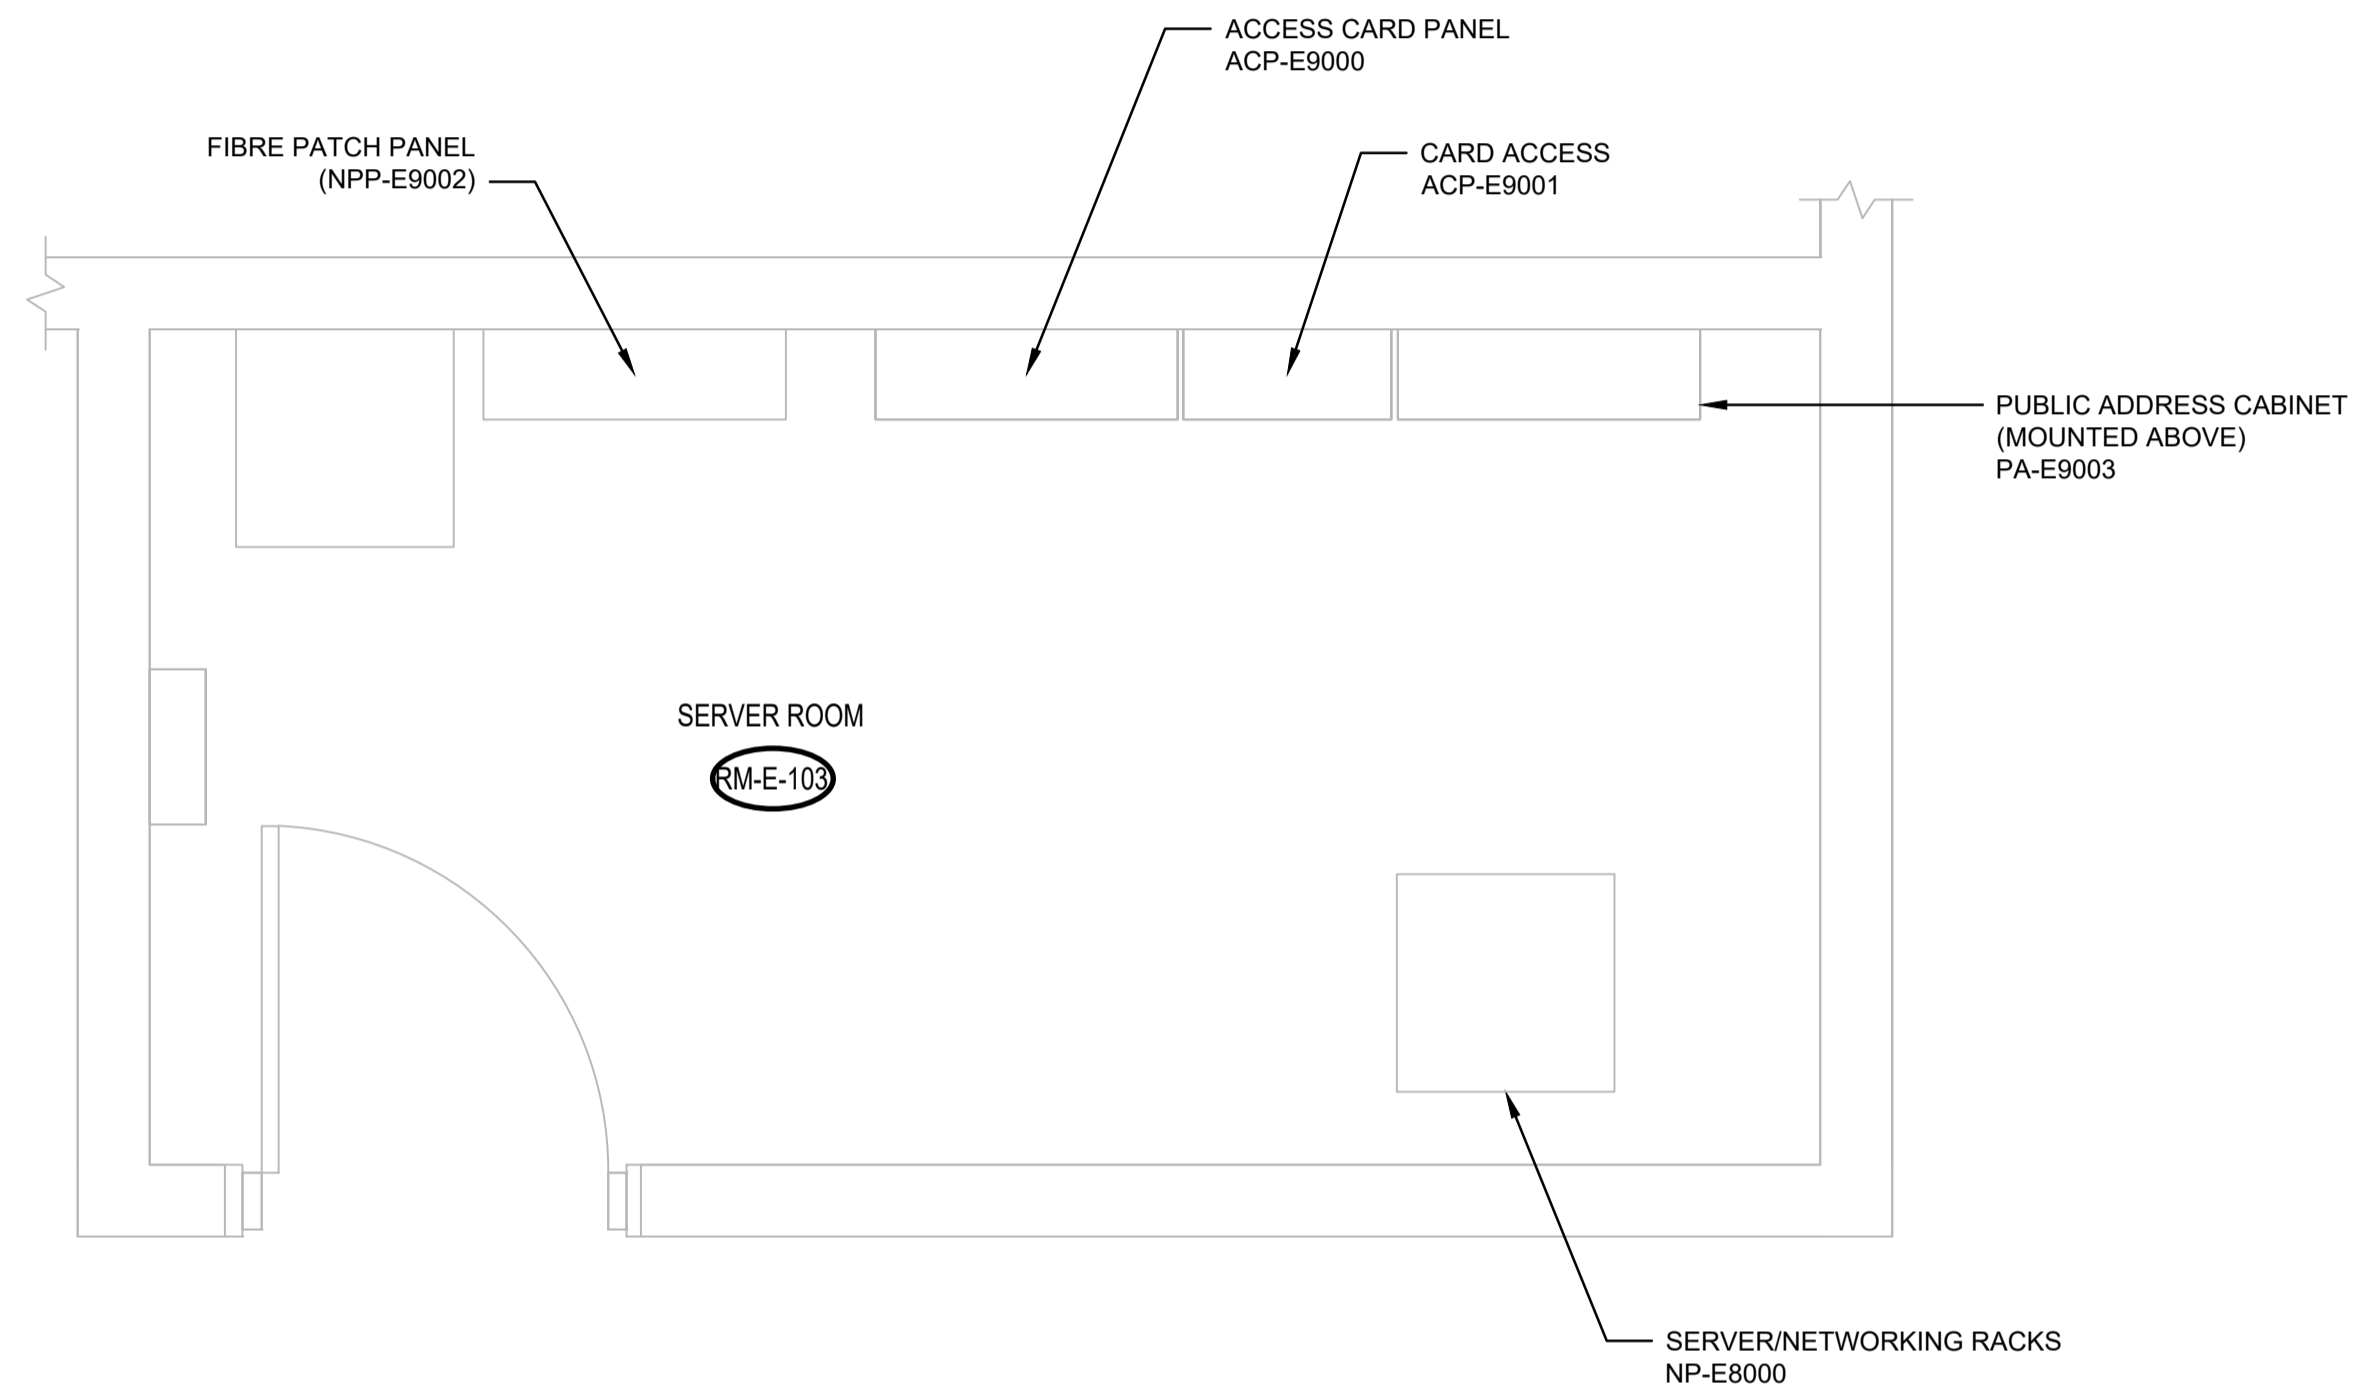 ACCESS CARD PANEL
ACP-E9000
FIBRE PATCH PANEL
(NPP-E9002)
CARD ACCESS
ACP-E9001
PUBLIC ADDRESS CABINET
(MOUNTED ABOVE)
PA-E9003
SERVER ROOM
RM-E-103
SERVER/NETWORKING RACKS
NP-E8000